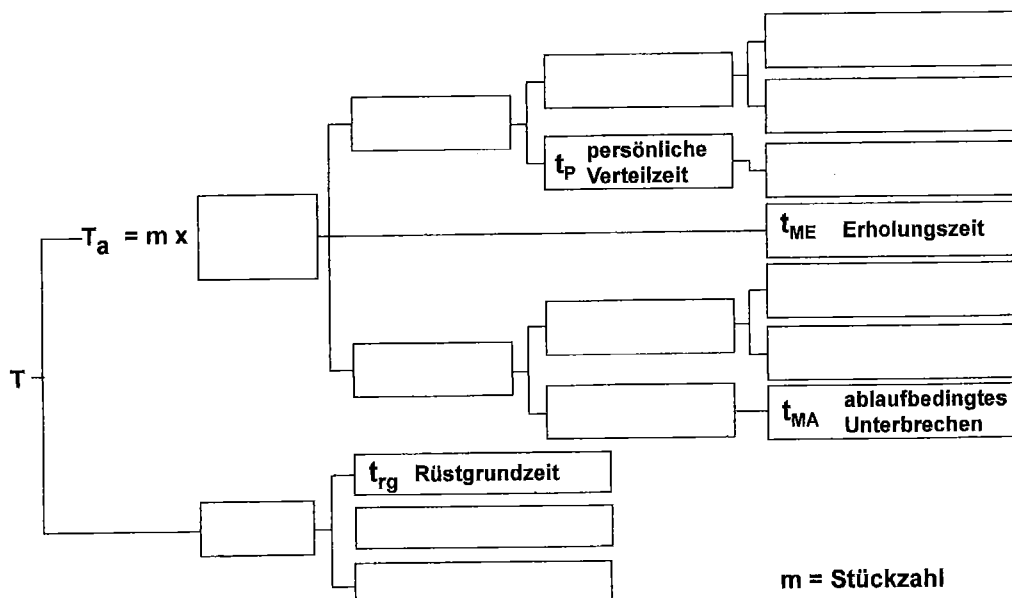 t_P persönliche
Verteilzeit
T_a = m x
t_ME Erholungszeit
T
t_MA ablaufbedingtes
Unterbrechen
t_rg Rüstgrundzeit
m = Stückzahl